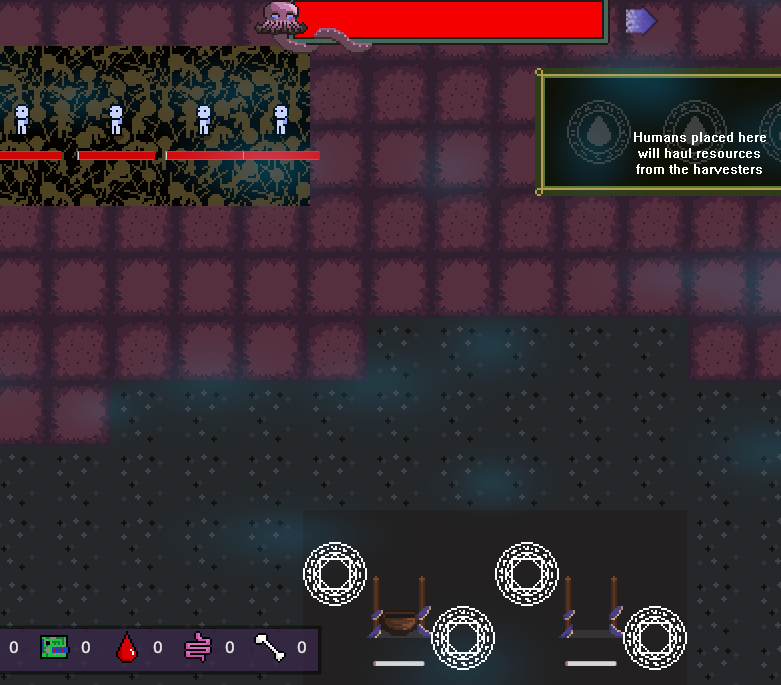 Humans placed here
will haul resources
from the harvesters
0 0 0 0 0